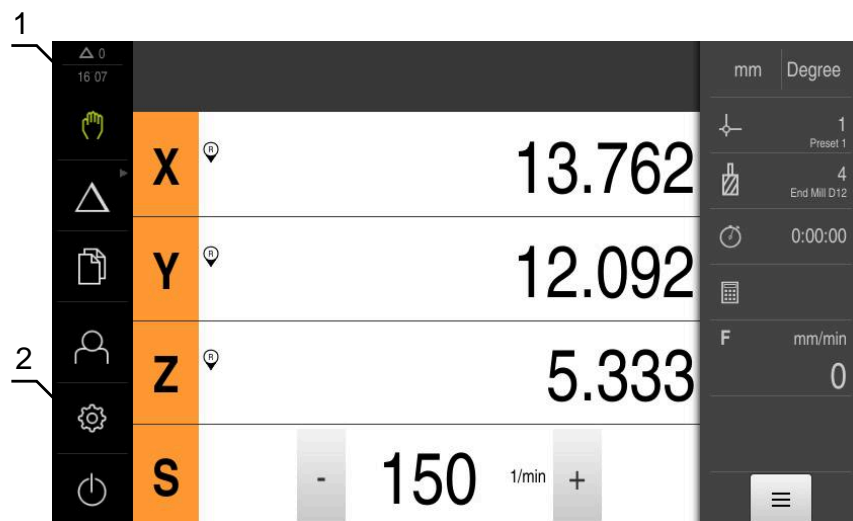 1
0
16 07
mm Degree
X R 13.762
1
Preset 1
4
End Mill D12
Y R 12.092
0:00:00
2
Z R 5.333
F mm/min
0
S - 150 1/min +